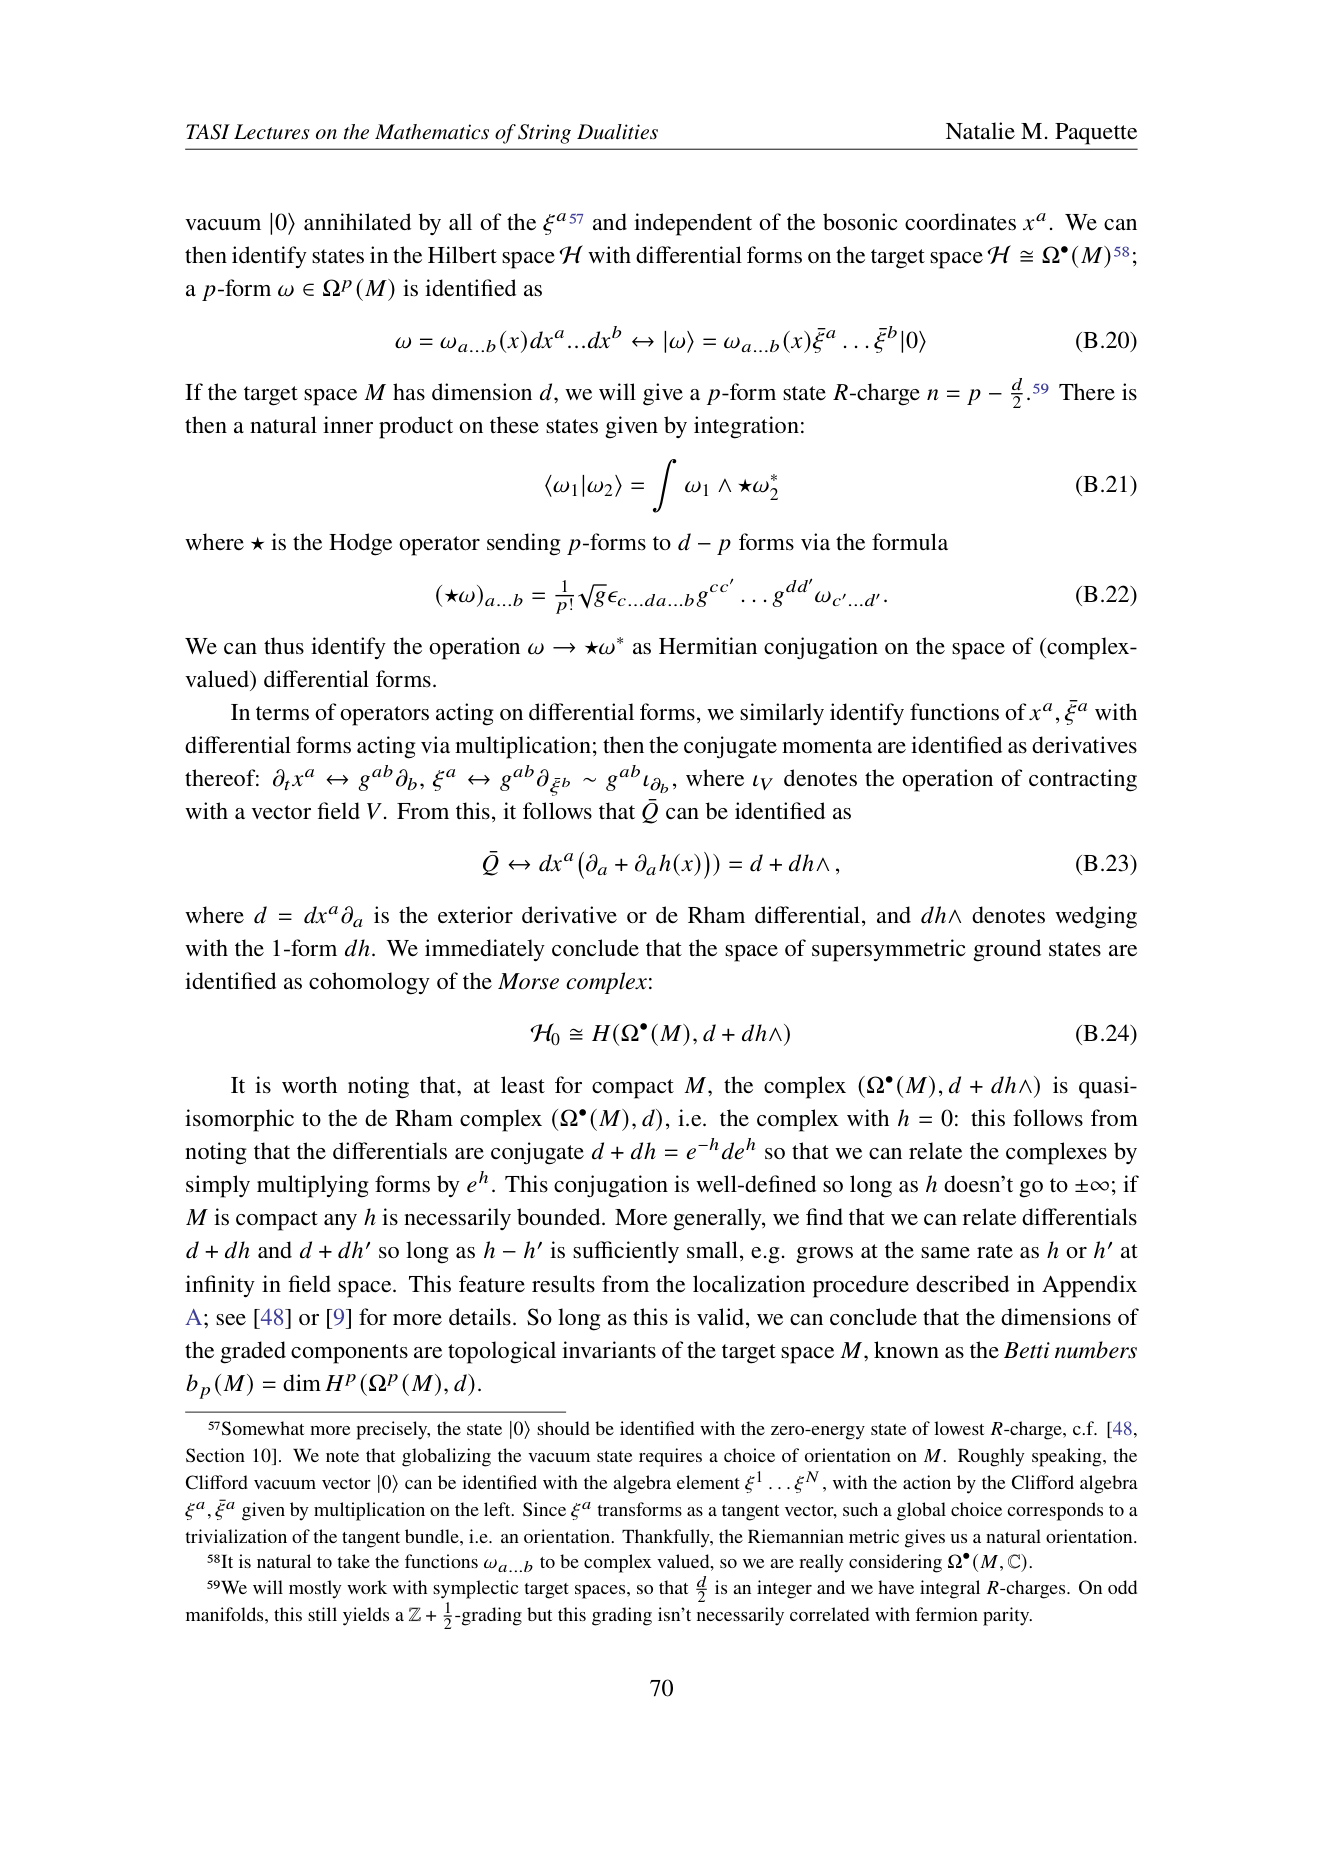 TASI Lectures on the Mathematics of String Dualities Natalie M. Paquette
vacuum |0⟩ annihilated by all of the ξᵃ⁵⁷ and independent of the bosonic coordinates xᵃ. We can
then identify states in the Hilbert space ℋ with differential forms on the target space ℋ ≅ Ω•(M)⁵⁸;
a p-form ω ∈ Ωᵖ(M) is identified as
ω = ω_{a...b}(x)dxᵃ...dxᵇ ↔ |ω⟩ = ω_{a...b}(x)ξ̄ᵃ . . . ξ̄ᵇ|0⟩ (B.20)
If the target space M has dimension d, we will give a p-form state R-charge n = p − d/2.⁵⁹ There is
then a natural inner product on these states given by integration:
⟨ω₁|ω₂⟩ = ∫ ω₁ ∧ ★ω₂* (B.21)
where ★ is the Hodge operator sending p-forms to d − p forms via the formula
(★ω)_{a...b} = 1/p! √g ϵ_{c...da...b} g^{cc′} . . . g^{dd′} ω_{c′...d′}. (B.22)
We can thus identify the operation ω → ★ω* as Hermitian conjugation on the space of (complex-
valued) differential forms.
In terms of operators acting on differential forms, we similarly identify functions of xᵃ, ξ̄ᵃ with
differential forms acting via multiplication; then the conjugate momenta are identified as derivatives
thereof: ∂ₜxᵃ ↔ g^{ab}∂_b, ξᵃ ↔ g^{ab}∂_{ξ̄ᵇ} ∼ g^{ab}ι_{∂_b}, where ι_V denotes the operation of contracting
with a vector field V. From this, it follows that Q̄ can be identified as
Q̄ ↔ dxᵃ(∂ₐ + ∂ₐh(x))) = d + dh∧ , (B.23)
where d = dxᵃ∂ₐ is the exterior derivative or de Rham differential, and dh∧ denotes wedging
with the 1-form dh. We immediately conclude that the space of supersymmetric ground states are
identified as cohomology of the Morse complex:
ℋ₀ ≅ H(Ω•(M), d + dh∧) (B.24)
It is worth noting that, at least for compact M, the complex (Ω•(M), d + dh∧) is quasi-
isomorphic to the de Rham complex (Ω•(M), d), i.e. the complex with h = 0: this follows from
noting that the differentials are conjugate d + dh = e⁻ʰdeʰ so that we can relate the complexes by
simply multiplying forms by eʰ. This conjugation is well-defined so long as h doesn't go to ±∞; if
M is compact any h is necessarily bounded. More generally, we find that we can relate differentials
d + dh and d + dh′ so long as h − h′ is sufficiently small, e.g. grows at the same rate as h or h′ at
infinity in field space. This feature results from the localization procedure described in Appendix
A; see [48] or [9] for more details. So long as this is valid, we can conclude that the dimensions of
the graded components are topological invariants of the target space M, known as the Betti numbers
bₚ(M) = dim Hᵖ(Ωᵖ(M), d).
⁵⁷Somewhat more precisely, the state |0⟩ should be identified with the zero-energy state of lowest R-charge, c.f. [48,
Section 10]. We note that globalizing the vacuum state requires a choice of orientation on M. Roughly speaking, the
Clifford vacuum vector |0⟩ can be identified with the algebra element ξ¹ . . . ξᴺ, with the action by the Clifford algebra
ξᵃ, ξ̄ᵃ given by multiplication on the left. Since ξᵃ transforms as a tangent vector, such a global choice corresponds to a
trivialization of the tangent bundle, i.e. an orientation. Thankfully, the Riemannian metric gives us a natural orientation.
⁵⁸It is natural to take the functions ω_{a...b} to be complex valued, so we are really considering Ω•(M, ℂ).
⁵⁹We will mostly work with symplectic target spaces, so that d/2 is an integer and we have integral R-charges. On odd
manifolds, this still yields a ℤ + 1/2-grading but this grading isn't necessarily correlated with fermion parity.
70